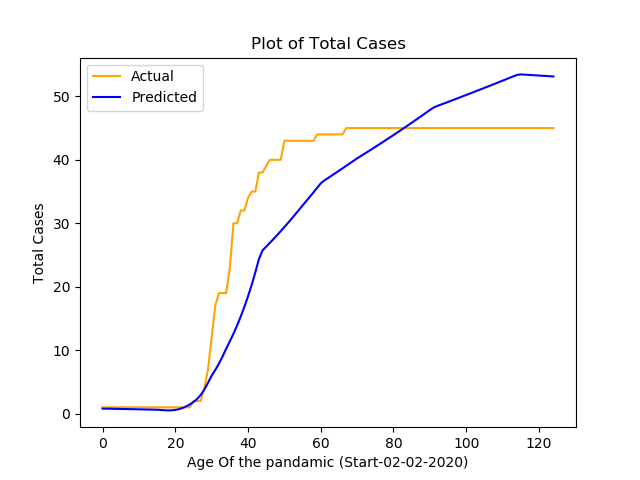 Plot of Total Cases
Actual
Predicted
50
40
30
20
10
0
Total Cases
0 20 40 60 80 100 120
Age Of the pandamic (Start-02-02-2020)